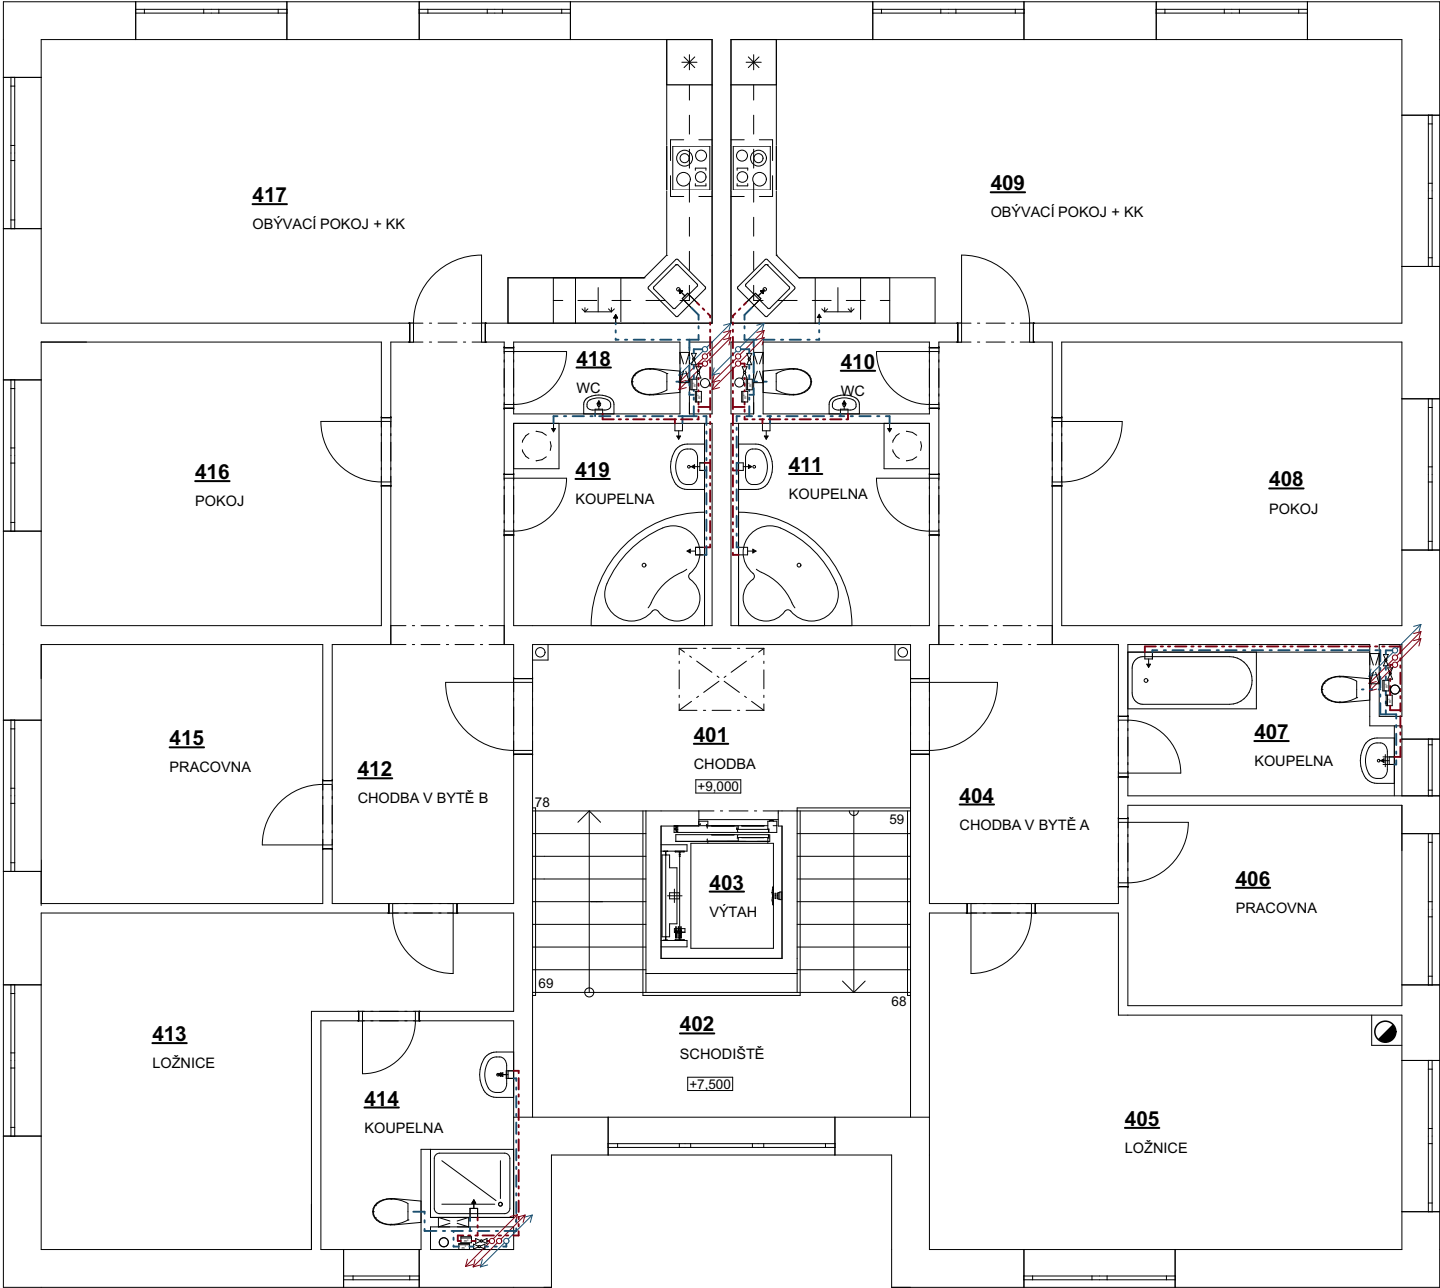 417
OBÝVACÍ POKOJ + KK
409
OBÝVACÍ POKOJ + KK
418
WC
410
WC
416
POKOJ
419
KOUPELNA
411
KOUPELNA
408
POKOJ
415
PRACOVNA
412
CHODBA V BYTĚ B
401
CHODBA
+9,000
404
CHODBA V BYTĚ A
407
KOUPELNA
78
59
403
VÝTAH
406
PRACOVNA
69
68
413
LOŽNICE
402
SCHODIŠTĚ
+7,500
414
KOUPELNA
405
LOŽNICE